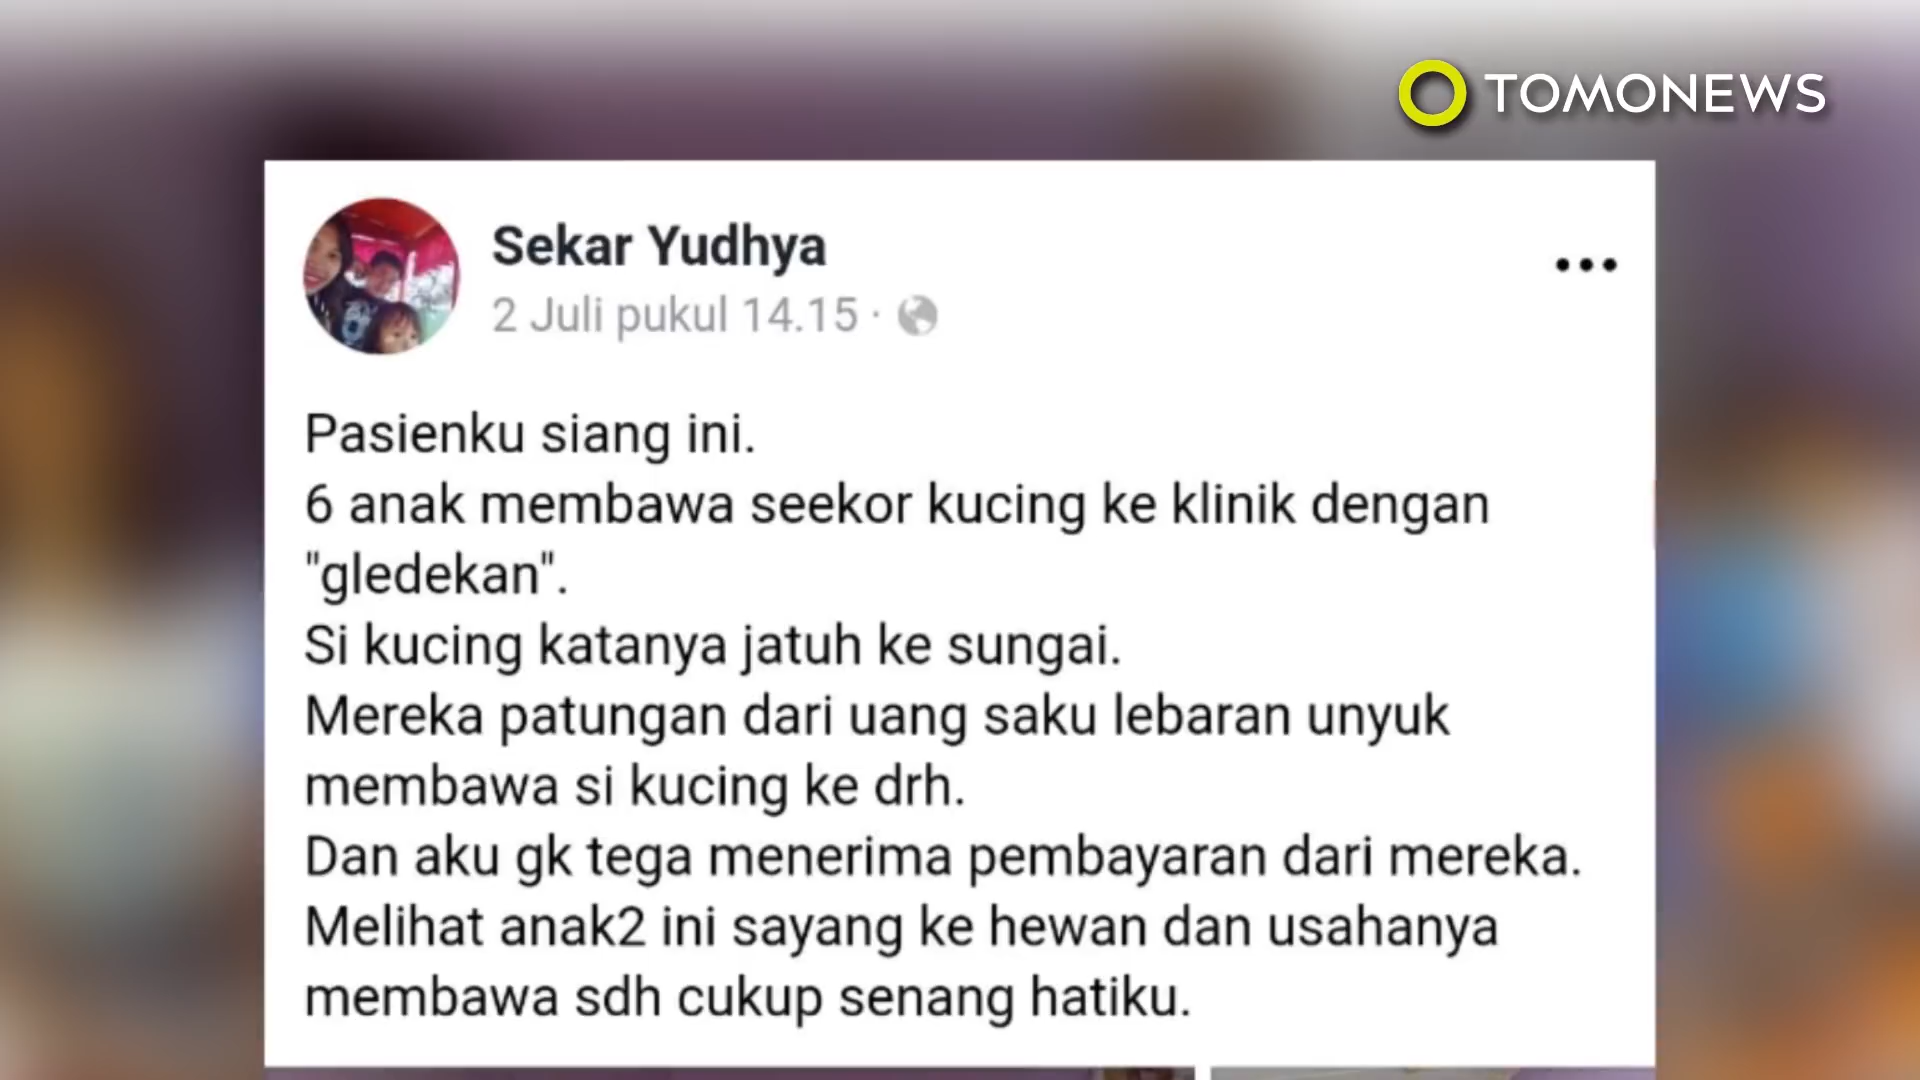 TOMONEWS
Sekar Yudhya
2 Juli pukul 14.15 ·
Pasienku siang ini.
6 anak membawa seekor kucing ke klinik dengan
"gledekan".
Si kucing katanya jatuh ke sungai.
Mereka patungan dari uang saku lebaran unyuk
membawa si kucing ke drh.
Dan aku gk tega menerima pembayaran dari mereka.
Melihat anak2 ini sayang ke hewan dan usahanya
membawa sdh cukup senang hatiku.